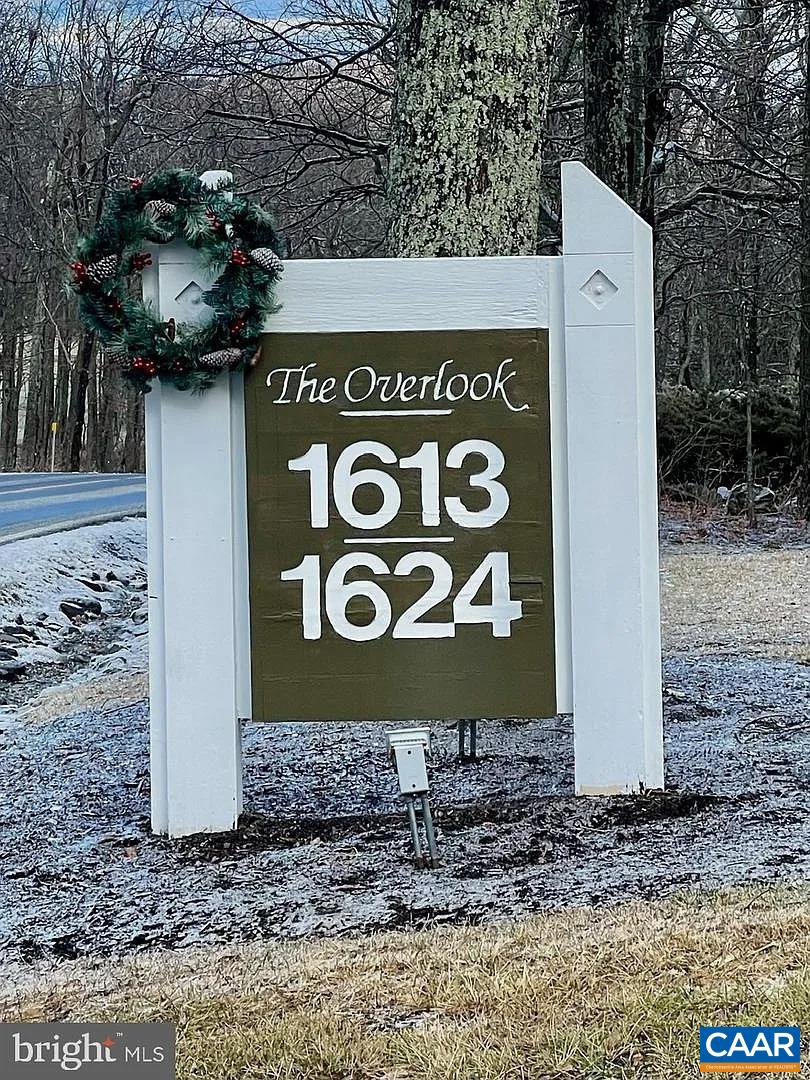 The Overlook
1613
1624
bright MLS
CAAR